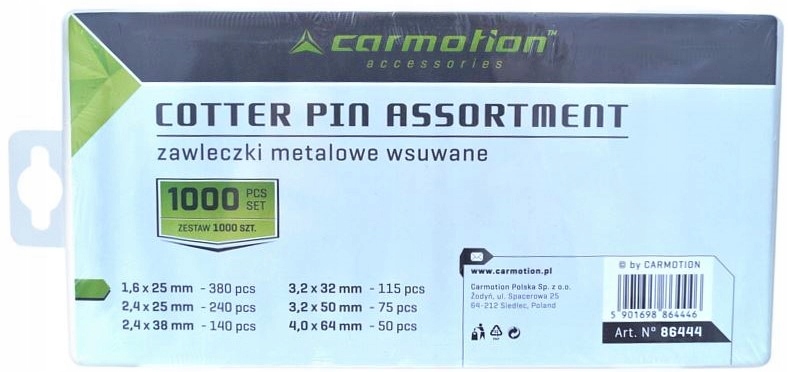 carmotion™
accessories
COTTER PIN ASSORTMENT
zawleczki metalowe wsuwane
1000 PCS SET
ZESTAW 1000 SZT.
1,6 x 25 mm - 380 pcs
2,4 x 25 mm - 240 pcs
2,4 x 38 mm - 140 pcs
3,2 x 32 mm - 115 pcs
3,2 x 50 mm - 75 pcs
4,0 x 64 mm - 50 pcs
www.carmotion.pl
Carmotion Polska Sp. z o.o.
Żodyń, ul. Spacerowa 25
64-212 Siedlec, Poland
© by CARMOTION
5 901698 864446
Art. N° 86444